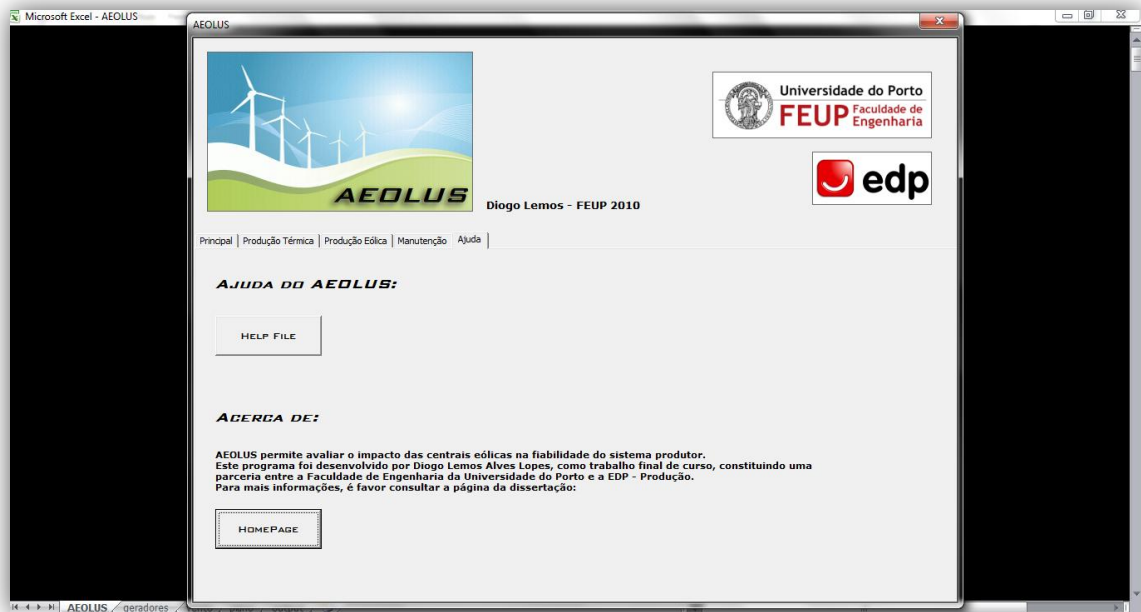 Microsoft Excel - AEOLUS
AEOLUS
Universidade do Porto
FEUP Faculdade de Engenharia
edp
AEOLUS
Diogo Lemos - FEUP 2010
Principal Produção Térmica Produção Eólica Manutenção Ajuda
AJUDA DO AEOLUS:
HELP FILE
ACERCA DE:
AEOLUS permite avaliar o impacto das centrais eólicas na fiabilidade do sistema produtor.
Este programa foi desenvolvido por Diogo Lemos Alves Lopes, como trabalho final de curso, constituindo uma
parceria entre a Faculdade de Engenharia da Universidade do Porto e a EDP - Produção.
Para mais informações, é favor consultar a página da dissertação:
HOMEPAGE
AEOLUS geradores